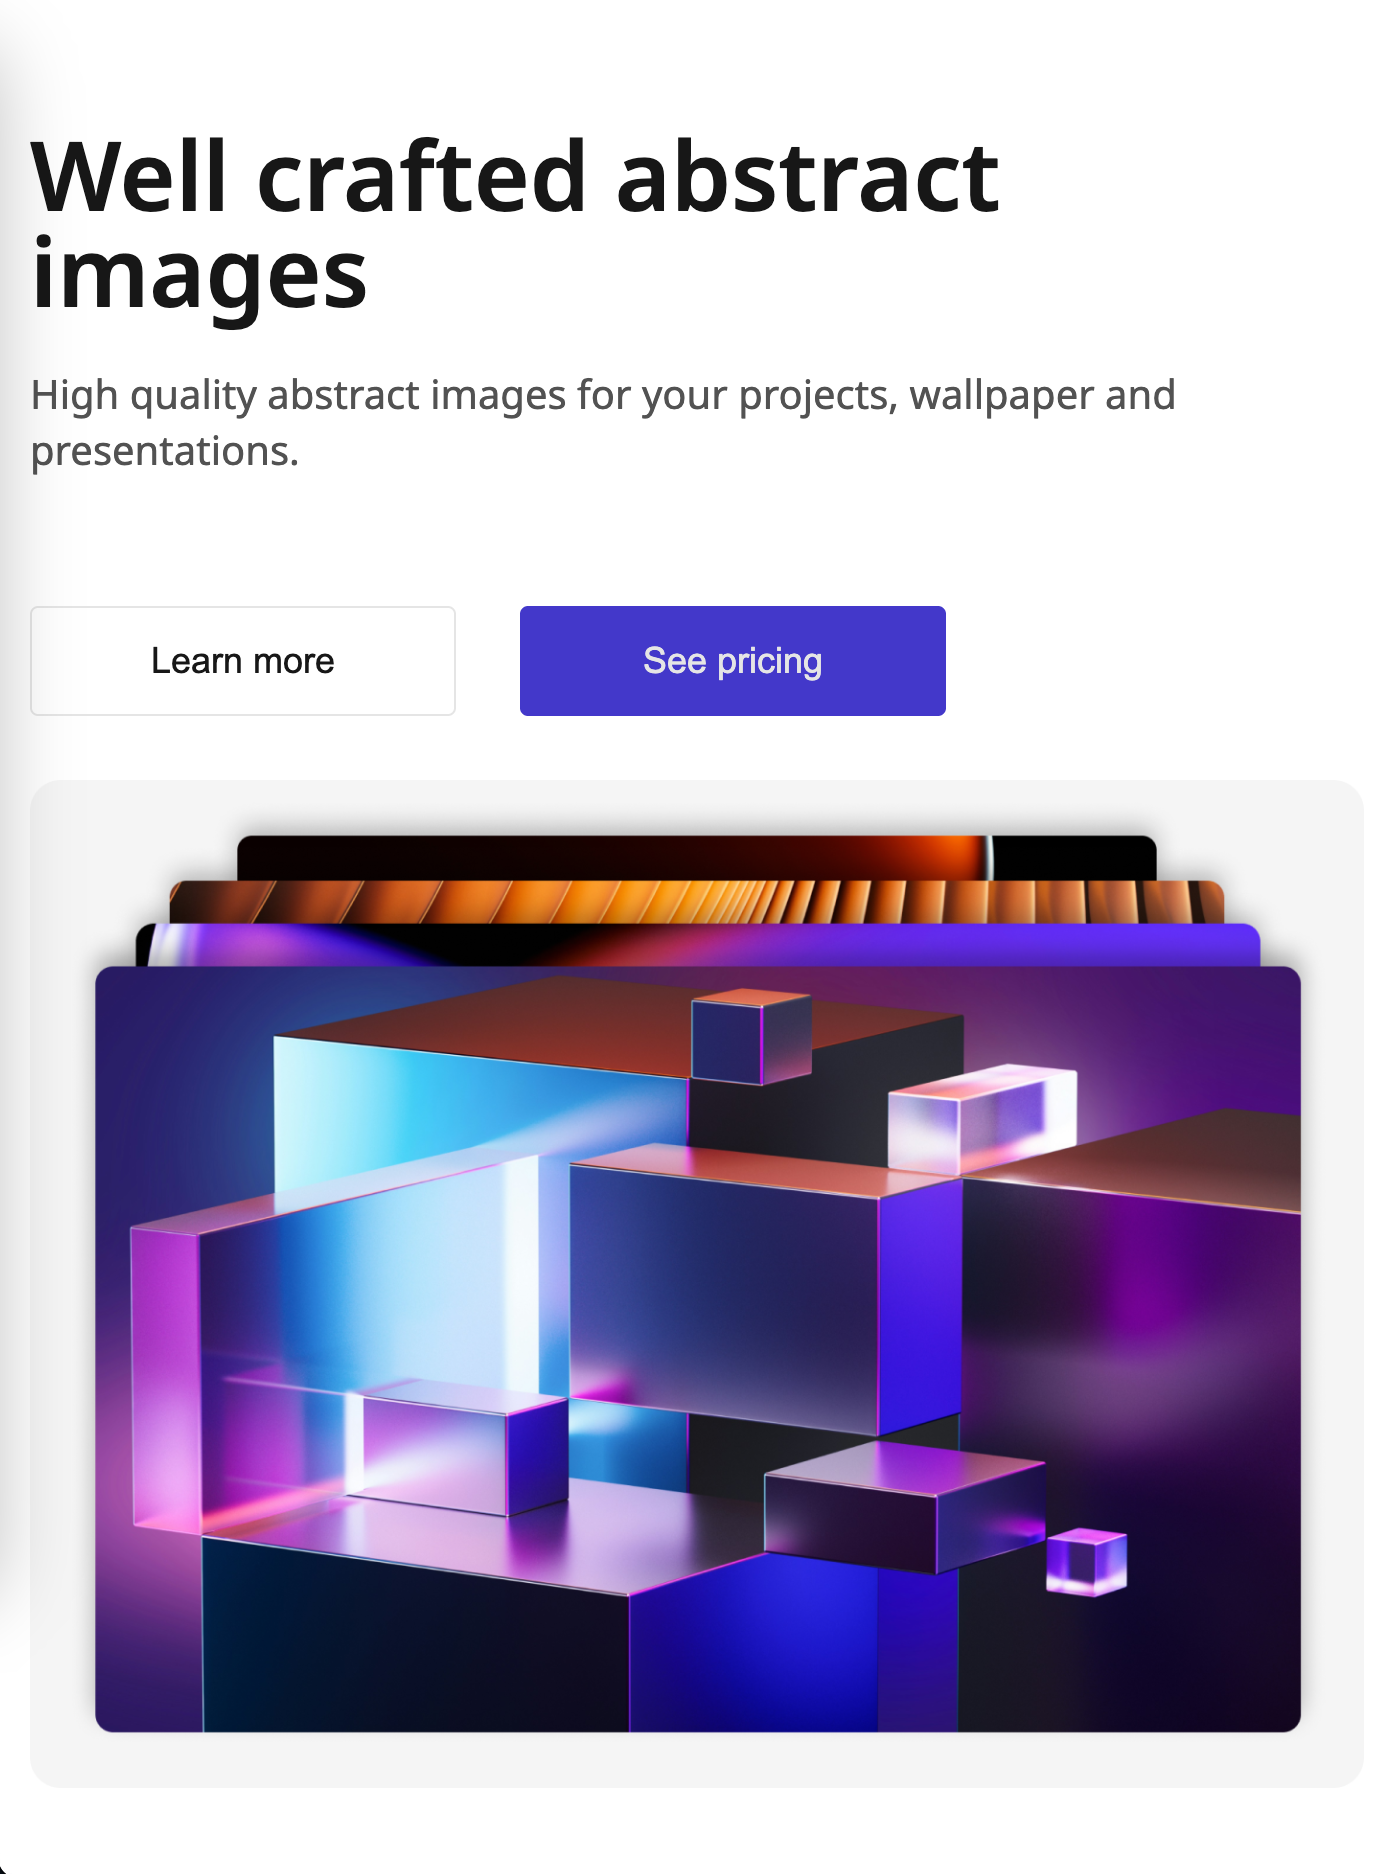 Well crafted abstract
images
High quality abstract images for your projects, wallpaper and
presentations.
Learn more
See pricing